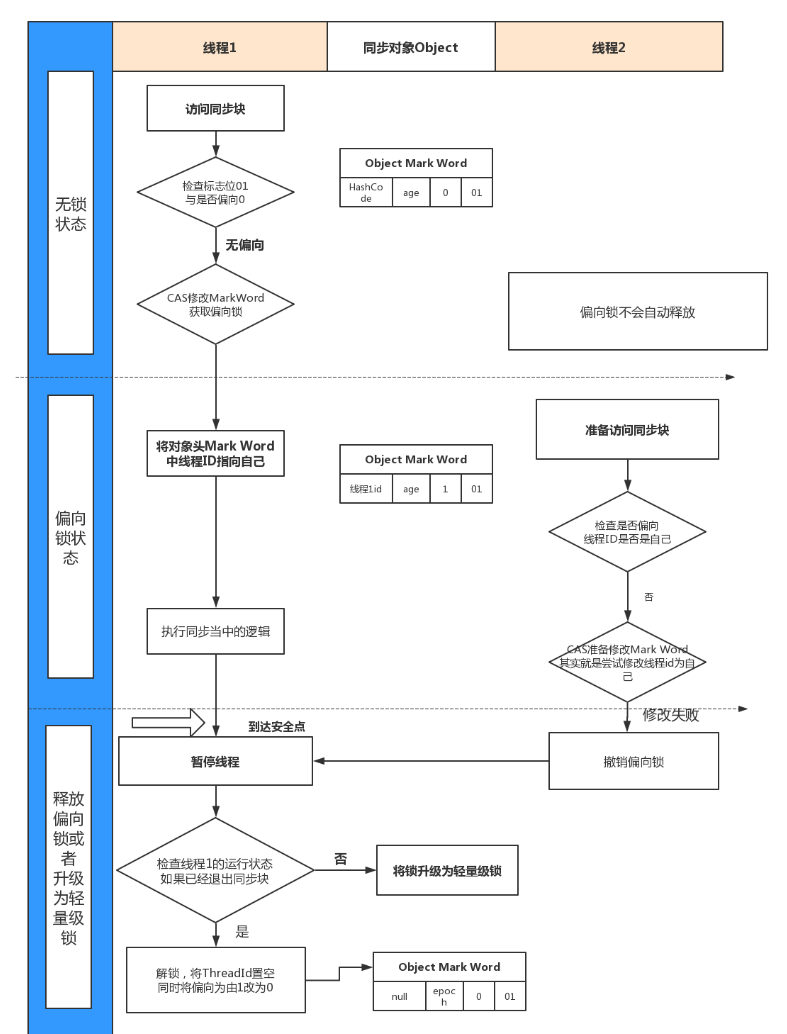 线程1
同步对象Object
线程2
无锁
状态
访问同步块
检查标志位01
与是否偏向0
无偏向
CAS修改MarkWord
获取偏向锁
Object Mark Word
HashCo
de
age
0
01
偏向锁不会自动释放
偏向
锁状
态
将对象头Mark Word
中线程ID指向自己
执行同步当中的逻辑
Object Mark Word
线程1id
age
1
01
准备访问同步块
检查是否偏向
线程ID是否是自己
否
CAS准备修改Mark Word
其实就是尝试修改线程id为自
己
修改失败
释放
偏向
锁或
者
升级
为轻
量级
锁
到达安全点
暂停线程
撤销偏向锁
检查线程1的运行状态
如果已经退出同步块
否
将锁升级为轻量级锁
是
解锁，将ThreadId置空
同时将偏向为由1改为0
Object Mark Word
null
epoc
h
0
01